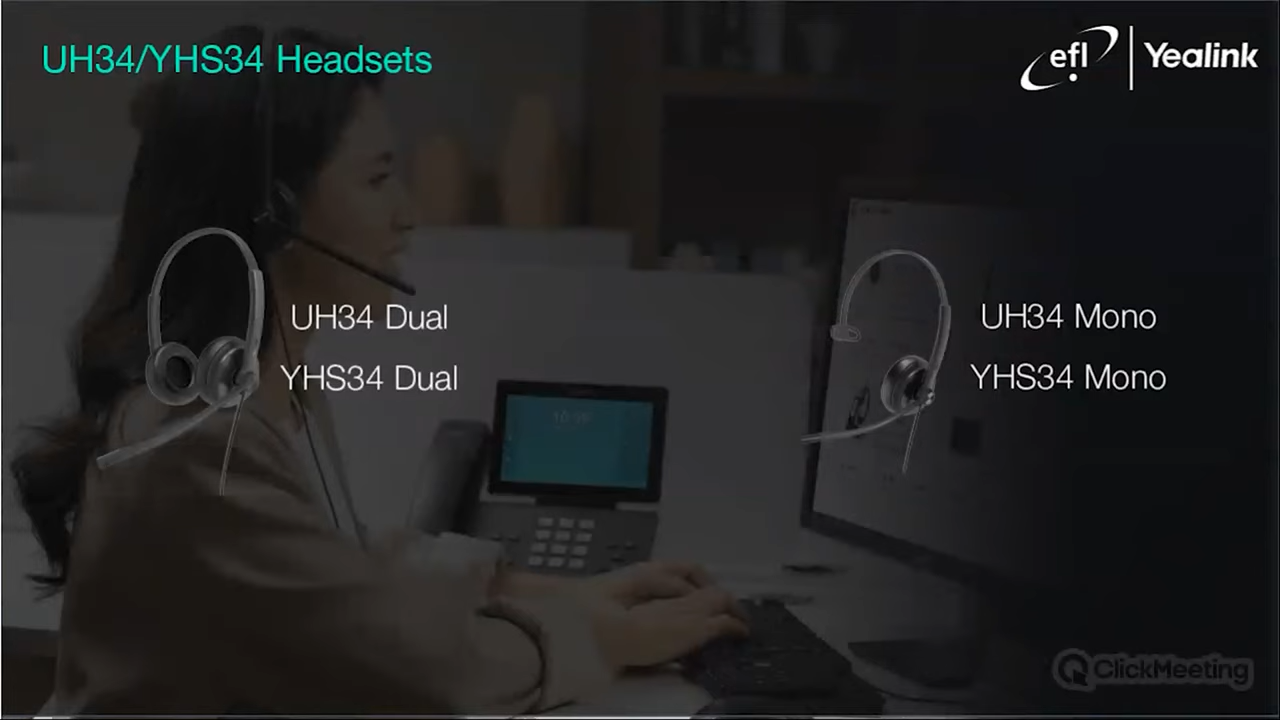 UH34/YHS34 Headsets
efl
Yealink
UH34 Dual
YHS34 Dual
UH34 Mono
YHS34 Mono
ClickMeeting